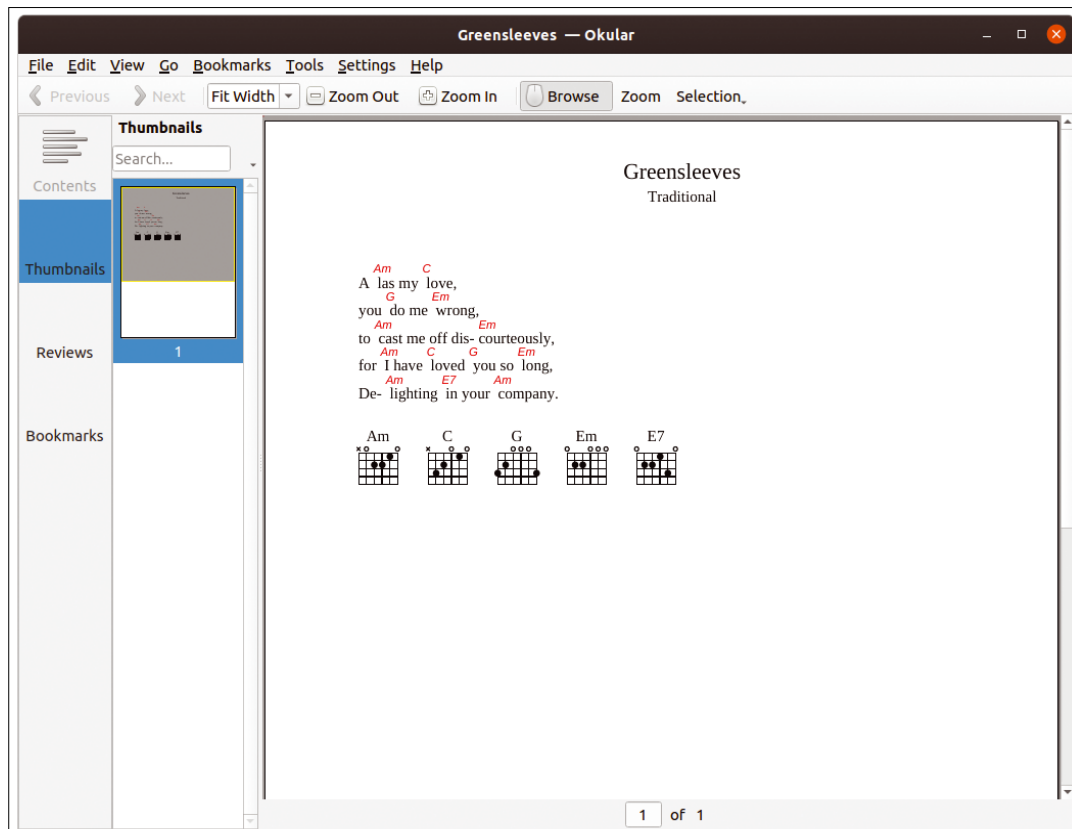 Greensleeves — Okular
File Edit View Go Bookmarks Tools Settings Help
Previous Next Fit Width Zoom Out Zoom In Browse Zoom Selection
Contents
Thumbnails
Reviews
Bookmarks
Thumbnails
Search...
1
Greensleeves
Traditional
Am C
A las my love,
G Em
you do me wrong,
Am Em
to cast me off dis- courteously,
Am C G Em
for I have loved you so long,
Am E7 Am
De- lighting in your company.
Am C G Em E7
1 of 1